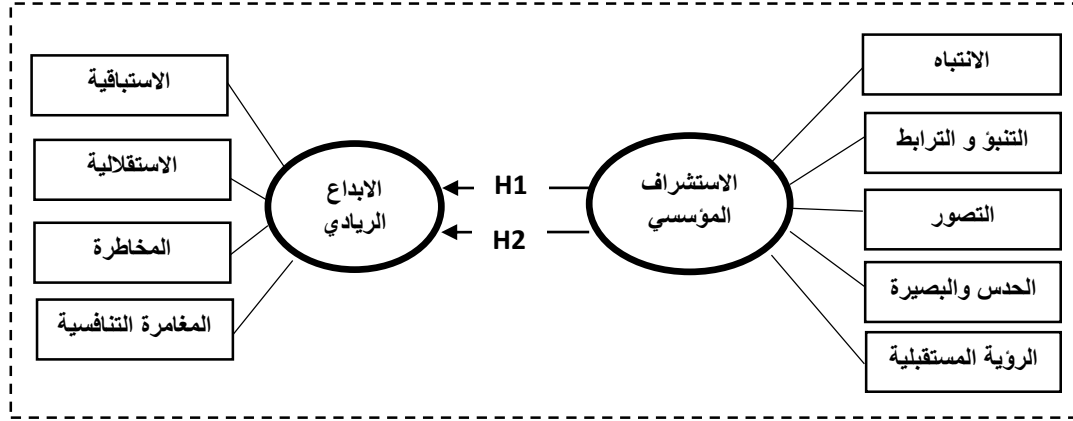 الانتباه
التنبؤ و الترابط
التصور
الحدس والبصيرة
الرؤية المستقبلية
الاستشراف
المؤسسي
H1
H2
الابداع
الريادي
الاستباقية
الاستقلالية
المخاطرة
المغامرة التنافسية